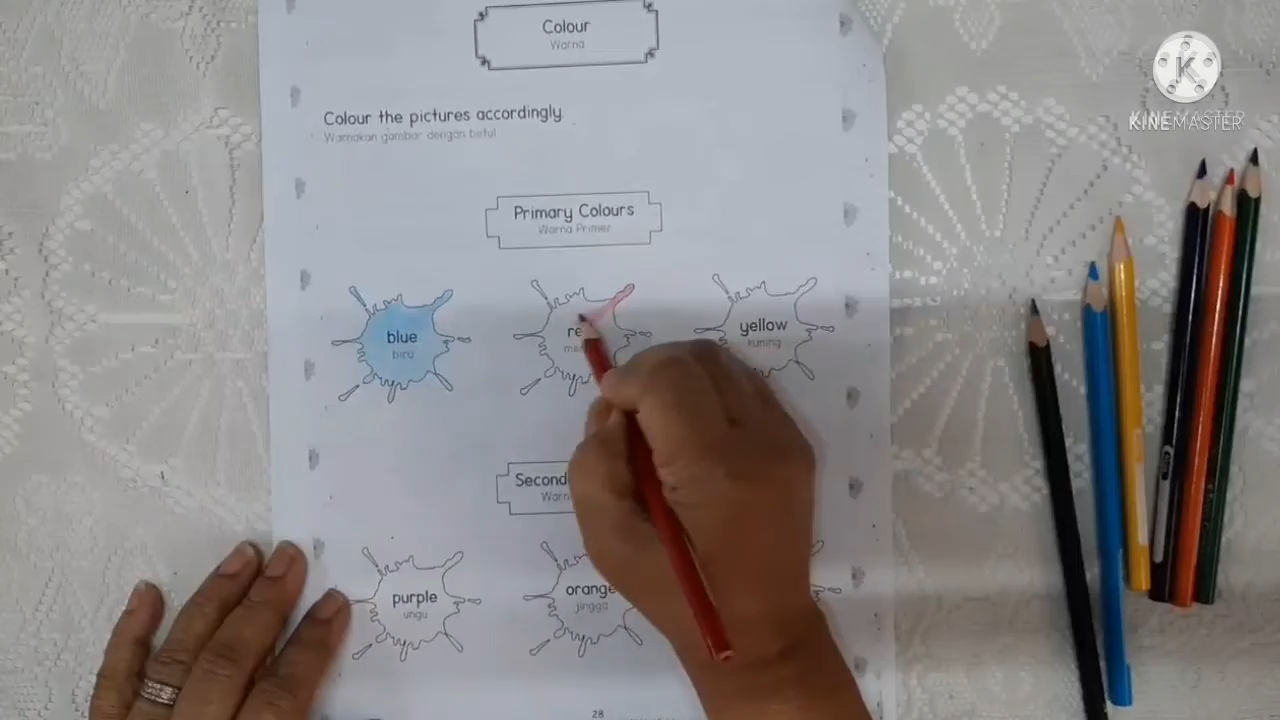 Colour
Warna
Colour the pictures accordingly.
Warnakan gambar dengan betul
Primary Colours
Warna Primer
blue
biru
yellow
kuning
purple
ungu
orange
jingga
28
K
KINEMASTER